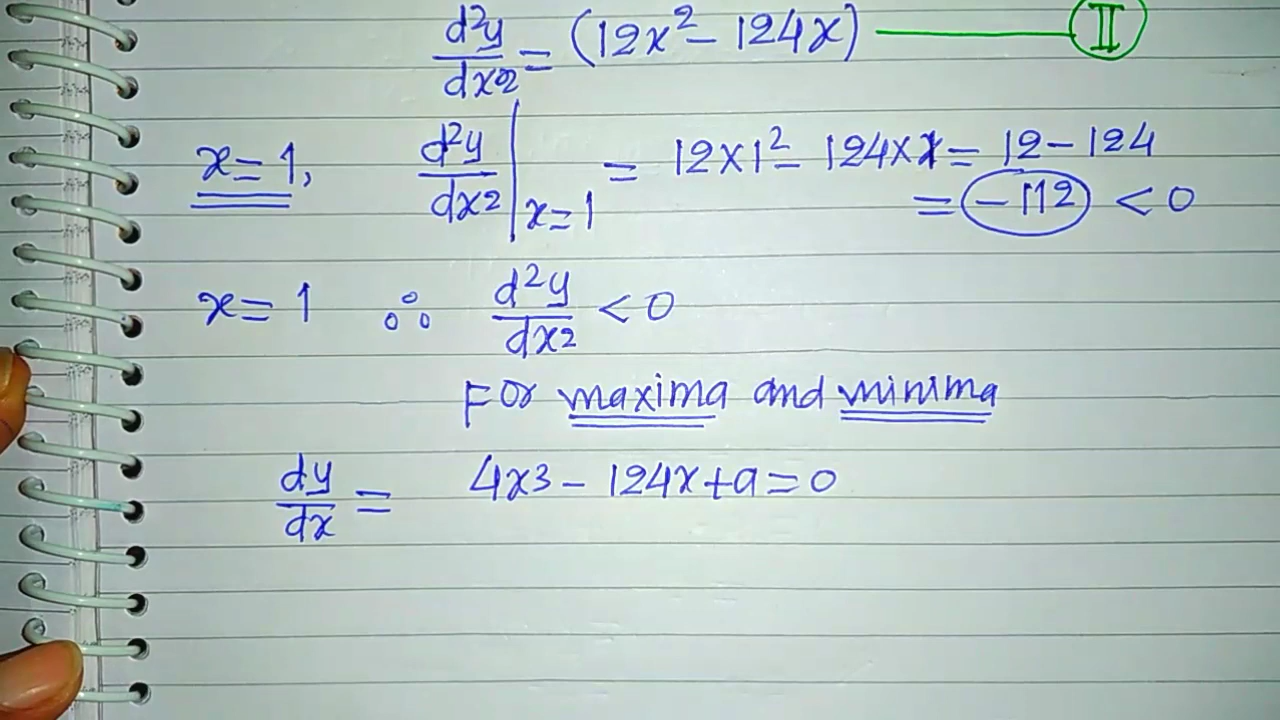 d²y/dx² = (12x² - 124x) ——— II
x = 1, d²y/dx² |x=1 = 12×1² - 124×1 = 12 - 124
= -112 < 0
x = 1 ∴ d²y/dx² < 0
For maxima and minima
dy/dx = 4x3 - 124x + a = 0